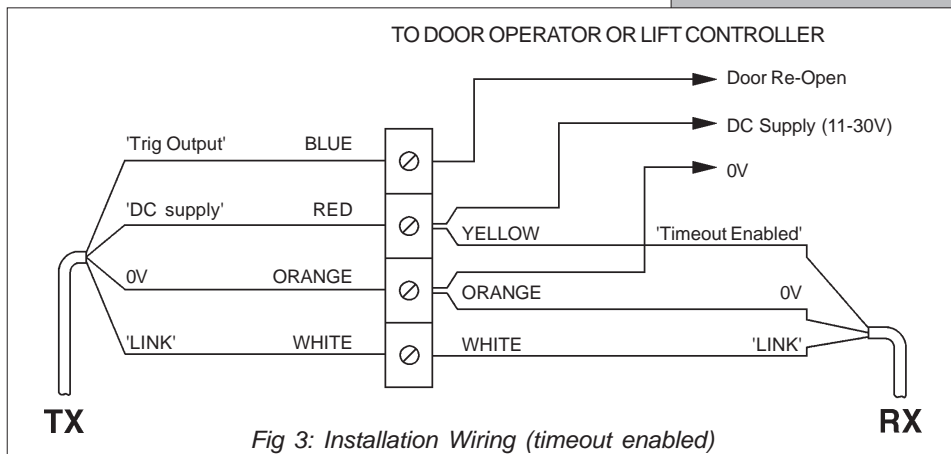 TO DOOR OPERATOR OR LIFT CONTROLLER
Door Re-Open
DC Supply (11-30V)
0V
'Trig Output' BLUE
'DC supply' RED
YELLOW 'Timeout Enabled'
0V ORANGE
ORANGE 0V
'LINK' WHITE
WHITE 'LINK'
TX
RX
Fig 3: Installation Wiring (timeout enabled)